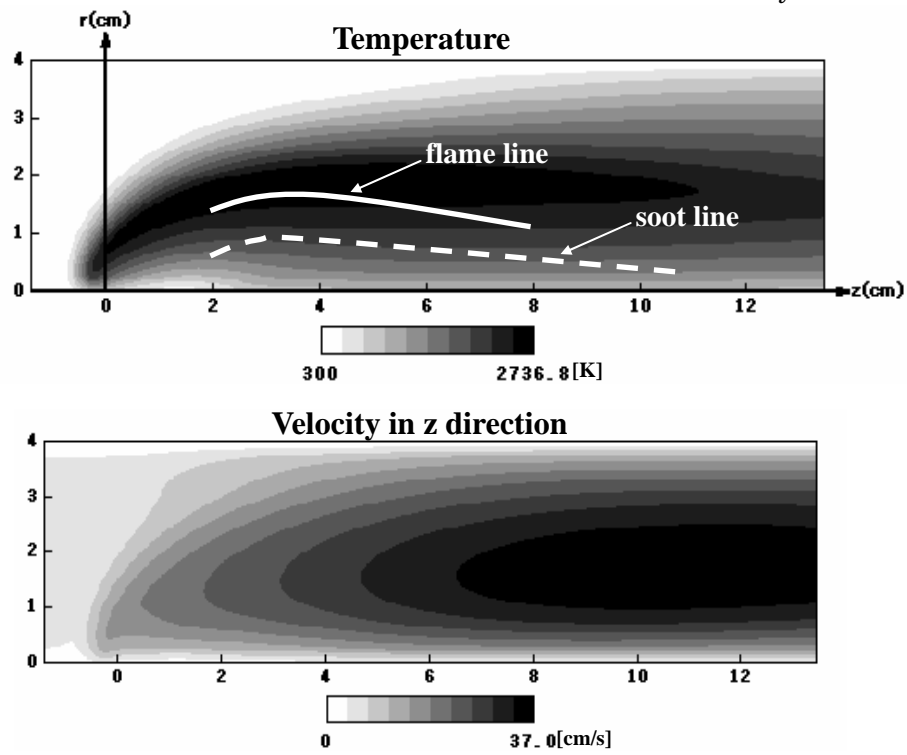 r(cm)
y
Temperature
4
3
2
1
0
flame line
soot line
0 2 4 6 8 10 12 z(cm)
300 2736.8[K]
Velocity in z direction
4
3
2
1
0
0 2 4 6 8 10 12
0 37.0[cm/s]